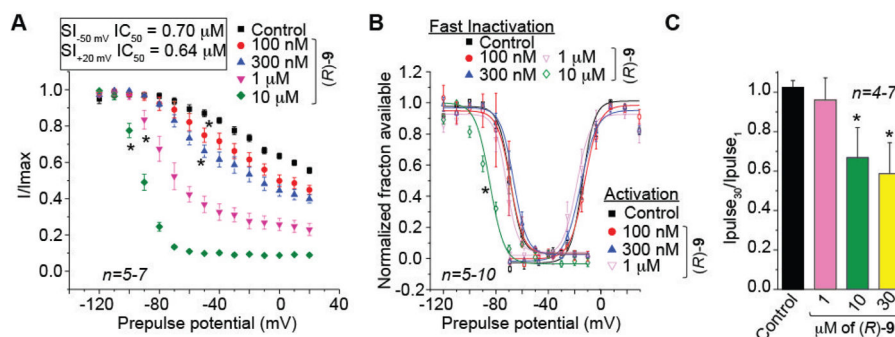 A
SI-50 mV IC50 = 0.70 μM
SI+20 mV IC50 = 0.64 μM
Control
100 nM
300 nM
1 μM
10 μM
(R)-9
I/Imax
1.0
0.8
0.6
0.4
0.2
0.0
* * * *
n=5-7
-120 -80 -40 0 40
Prepulse potential (mV)
B
Fast Inactivation
Control
100 nM 1 μM
300 nM 10 μM
(R)-9
Normalized fracton available
1.2
1.0
0.8
0.6
0.4
0.2
0.0
-0.2
*
Activation
Control
100 nM
300 nM
1 μM
(R)-9
n=5-10
-120 -80 -40 0
Prepulse potential (mV)
C
Ipulse30/Ipulse1
1.0
0.8
0.6
0.4
0.2
0.0
n=4-7
* *
Control 1 10 30
μM of (R)-9